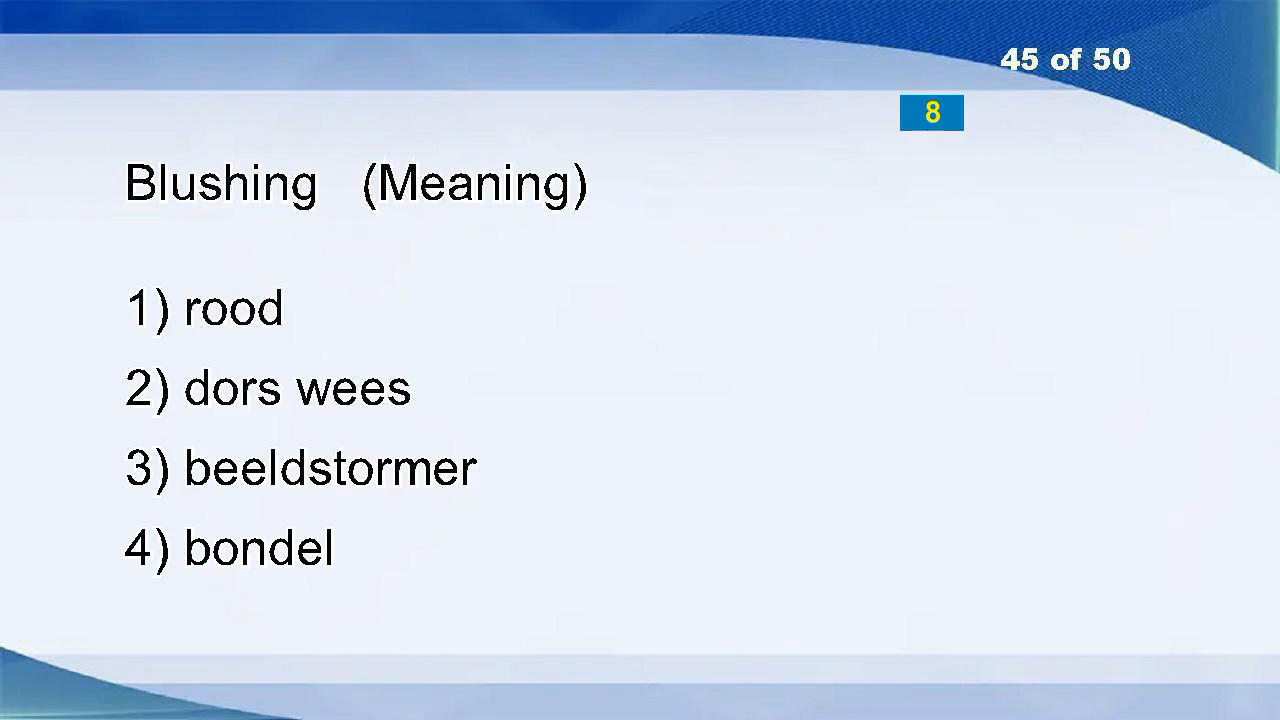 45 of 50
8
Blushing (Meaning)
1) rood
2) dors wees
3) beeldstormer
4) bondel